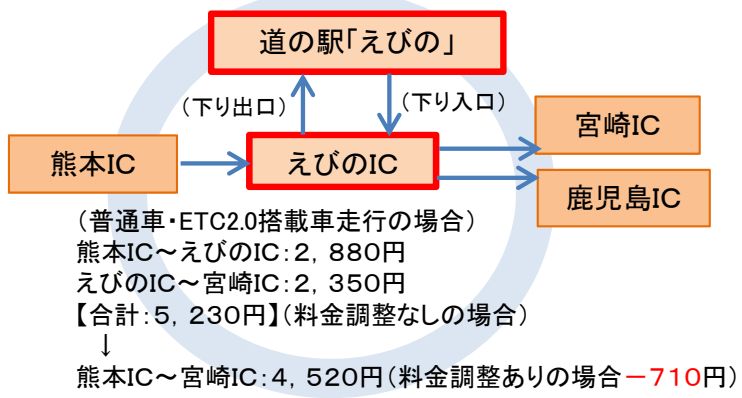 道の駅「えびの」
（下り出口）
（下り入口）
熊本IC
えびのIC
宮崎IC
鹿児島IC
（普通車・ETC2.0搭載車走行の場合）
熊本IC～えびのIC：2，880円
えびのIC～宮崎IC：2，350円
【合計：5，230円】（料金調整なしの場合）
↓
熊本IC～宮崎IC：4，520円（料金調整ありの場合－710円）